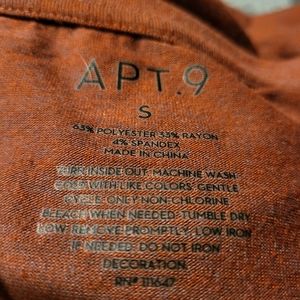 APT.9
S
63% POLYESTER 33% RAYON
4% SPANDEX
MADE IN CHINA
TURN INSIDE OUT. MACHINE WASH
COLD WITH LIKE COLORS. GENTLE
CYCLE. ONLY NON-CHLORINE
BLEACH WHEN NEEDED. TUMBLE DRY
LOW. REMOVE PROMPTLY. LOW IRON
IF NEEDED. DO NOT IRON
DECORATION.
RN# 111647